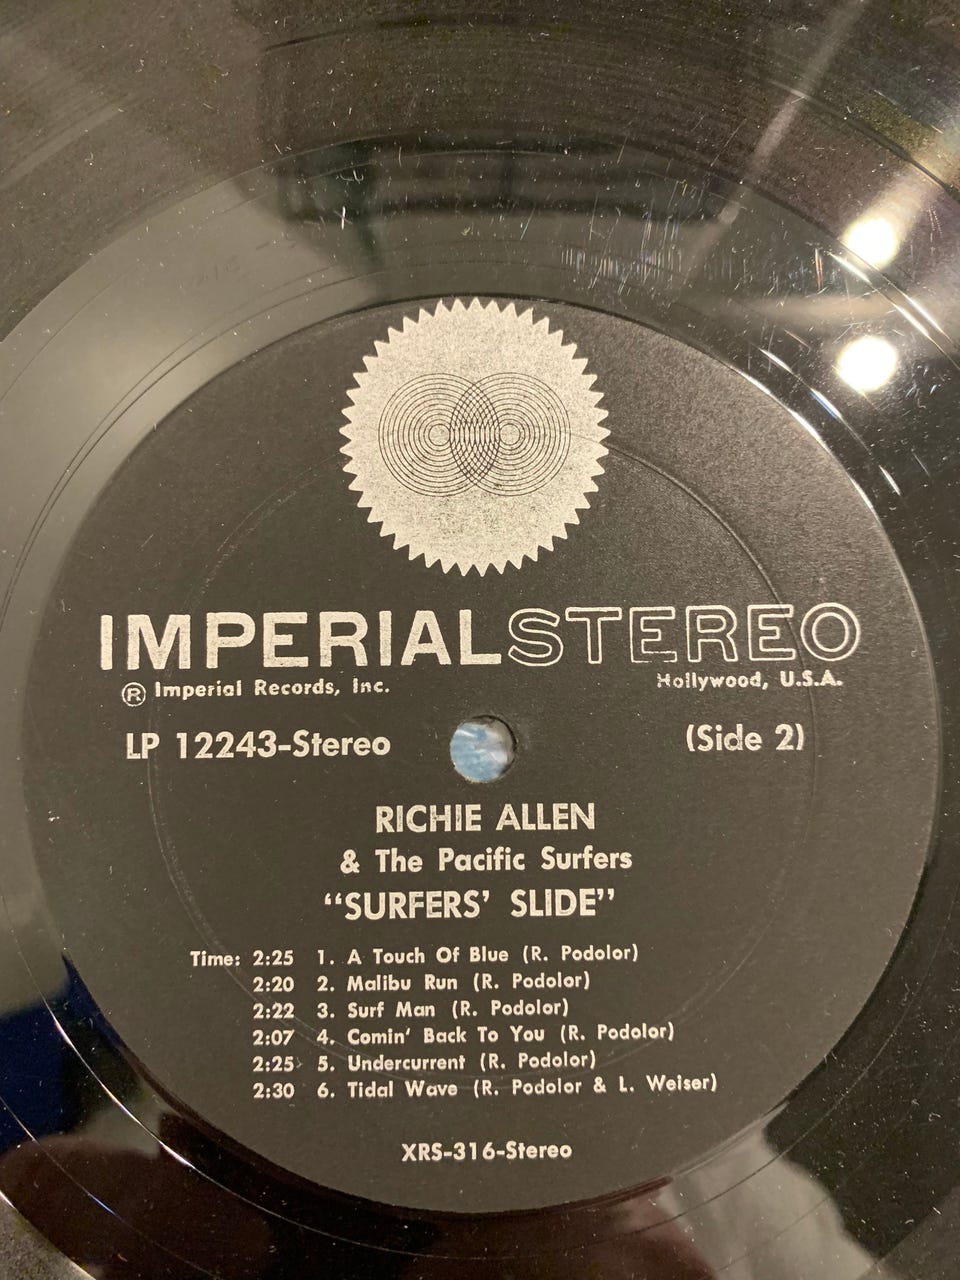 IMPERIALSTEREO
® Imperial Records, Inc. Hollywood, U.S.A.
LP 12243-Stereo (Side 2)
RICHIE ALLEN
& The Pacific Surfers
“SURFERS’ SLIDE”
Time: 2:25 1. A Touch Of Blue (R. Podolor)
2:20 2. Malibu Run (R. Podolor)
2:22 3. Surf Man (R. Podolor)
2:07 4. Comin’ Back To You (R. Podolor)
2:25 5. Undercurrent (R. Podolor)
2:30 6. Tidal Wave (R. Podolor & L. Weiser)
XRS-316-Stereo